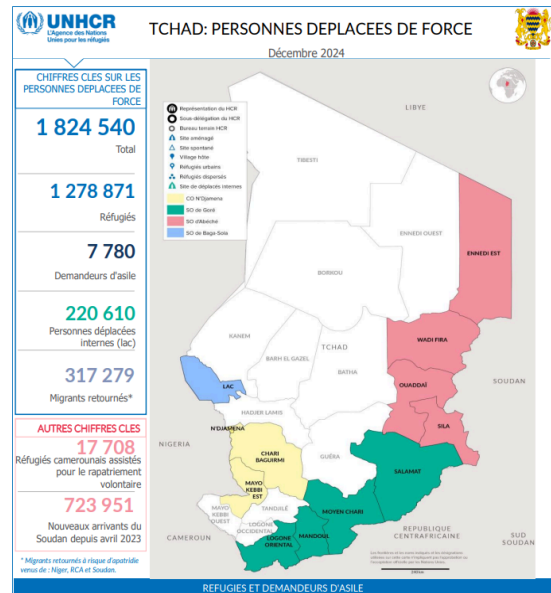 UNHCR
L'Agence des Nations
Unies pour les réfugiés
TCHAD: PERSONNES DEPLACEES DE FORCE
Décembre 2024
CHIFFRES CLES SUR LES
PERSONNES DEPLACEES DE
FORCE
1 824 540
Total
1 278 871
Réfugiés
7 780
Demandeurs d'asile
220 610
Personnes déplacées
internes (lac)
317 279
Migrants retournés*
AUTRES CHIFFRES CLES
17 708
Réfugiés camerounais assistés
pour le rapatriement
volontaire
723 951
Nouveaux arrivants du
Soudan depuis avril 2023
* Migrants retournés à risque d'apatridie
venus de : Niger, RCA et Soudan.
Représentation du HCR
Sous-délégation du HCR
Bureau terrain HCR
Site aménagé
Site spontané
Village hôte
Réfugiés urbains
Réfugiés dispersés
Site de déplacés internes
CO N'Djamena
SO de Goré
SO d'Abéché
SO de Baga-Sola
LIBYE
TIBESTI
ENNEDI OUEST
ENNEDI EST
BORKOU
KANEM
TCHAD
WADI FIRA
BARH EL GAZEL
BATHA
OUADDAÏ
SOUDAN
LAC
HADJER LAMIS
SILA
N'DJAMENA
NIGERIA
CHARI
BAGUIRMI
GUÉRA
SALAMAT
MAYO
KEBBI
EST
MAYO
KEBBI
OUEST
TANDJILÉ
MOYEN CHARI
LOGONE
OCCIDENTAL
LOGONE
ORIENTAL
MANDOUL
CAMEROUN
REPUBLIQUE
CENTRAFRICAINE
SUD
SOUDAN
REFUGIES ET DEMANDEURS D'ASILE